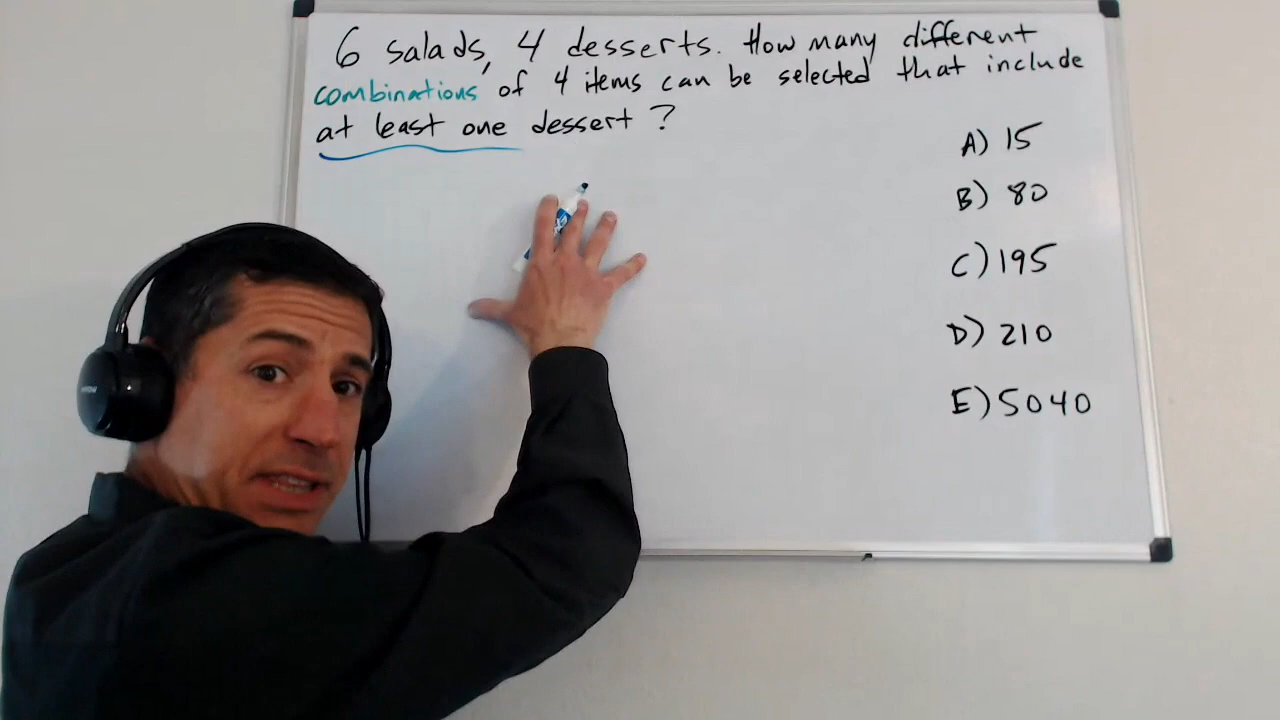 6 salads, 4 desserts. How many different
combinations of 4 items can be selected that include
at least one dessert ?
A) 15
B) 80
C) 195
D) 210
E) 5040